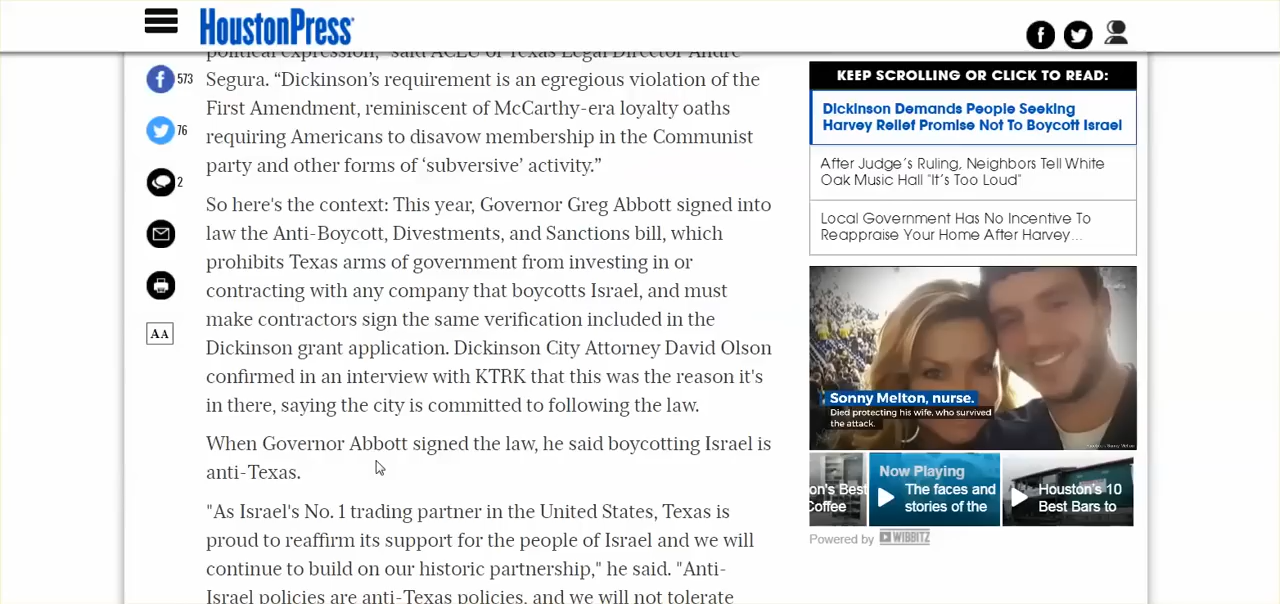 HoustonPress
political expression," said ACLU of Texas Legal Director Andre
Segura. “Dickinson’s requirement is an egregious violation of the
First Amendment, reminiscent of McCarthy-era loyalty oaths
requiring Americans to disavow membership in the Communist
party and other forms of ‘subversive’ activity.”
So here's the context: This year, Governor Greg Abbott signed into
law the Anti-Boycott, Divestments, and Sanctions bill, which
prohibits Texas arms of government from investing in or
contracting with any company that boycotts Israel, and must
make contractors sign the same verification included in the
Dickinson grant application. Dickinson City Attorney David Olson
confirmed in an interview with KTRK that this was the reason it's
in there, saying the city is committed to following the law.
When Governor Abbott signed the law, he said boycotting Israel is
anti-Texas.
"As Israel's No. 1 trading partner in the United States, Texas is
proud to reaffirm its support for the people of Israel and we will
continue to build on our historic partnership," he said. "Anti-
Israel policies are anti-Texas policies, and we will not tolerate
573
76
2
AA
KEEP SCROLLING OR CLICK TO READ:
Dickinson Demands People Seeking
Harvey Relief Promise Not To Boycott Israel
After Judge's Ruling, Neighbors Tell White
Oak Music Hall "It's Too Loud"
Local Government Has No Incentive To
Reappraise Your Home After Harvey...
Sonny Melton, nurse.
Died protecting his wife, who survived
the attack.
on's Best
Coffee
Now Playing
The faces and
stories of the
Houston's 10
Best Bars to
Powered by WIBBITZ